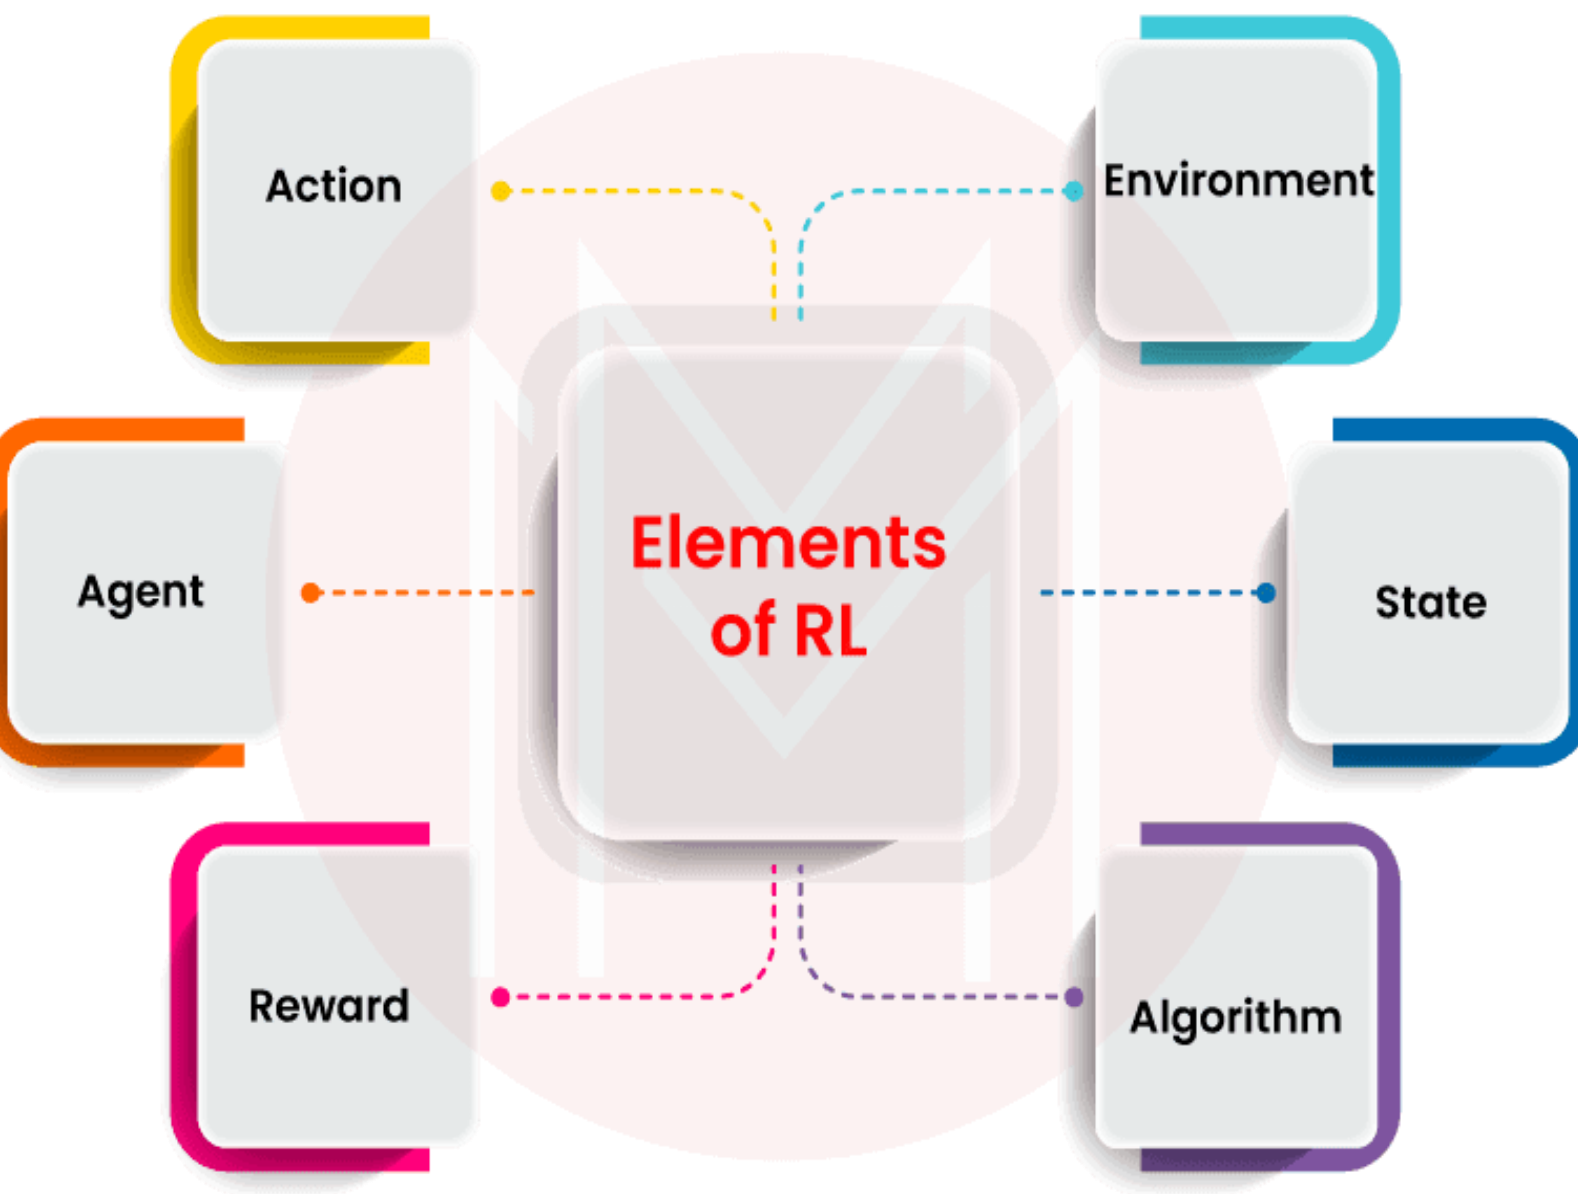 Action
Environment
Agent
Elements
of RL
State
Reward
Algorithm